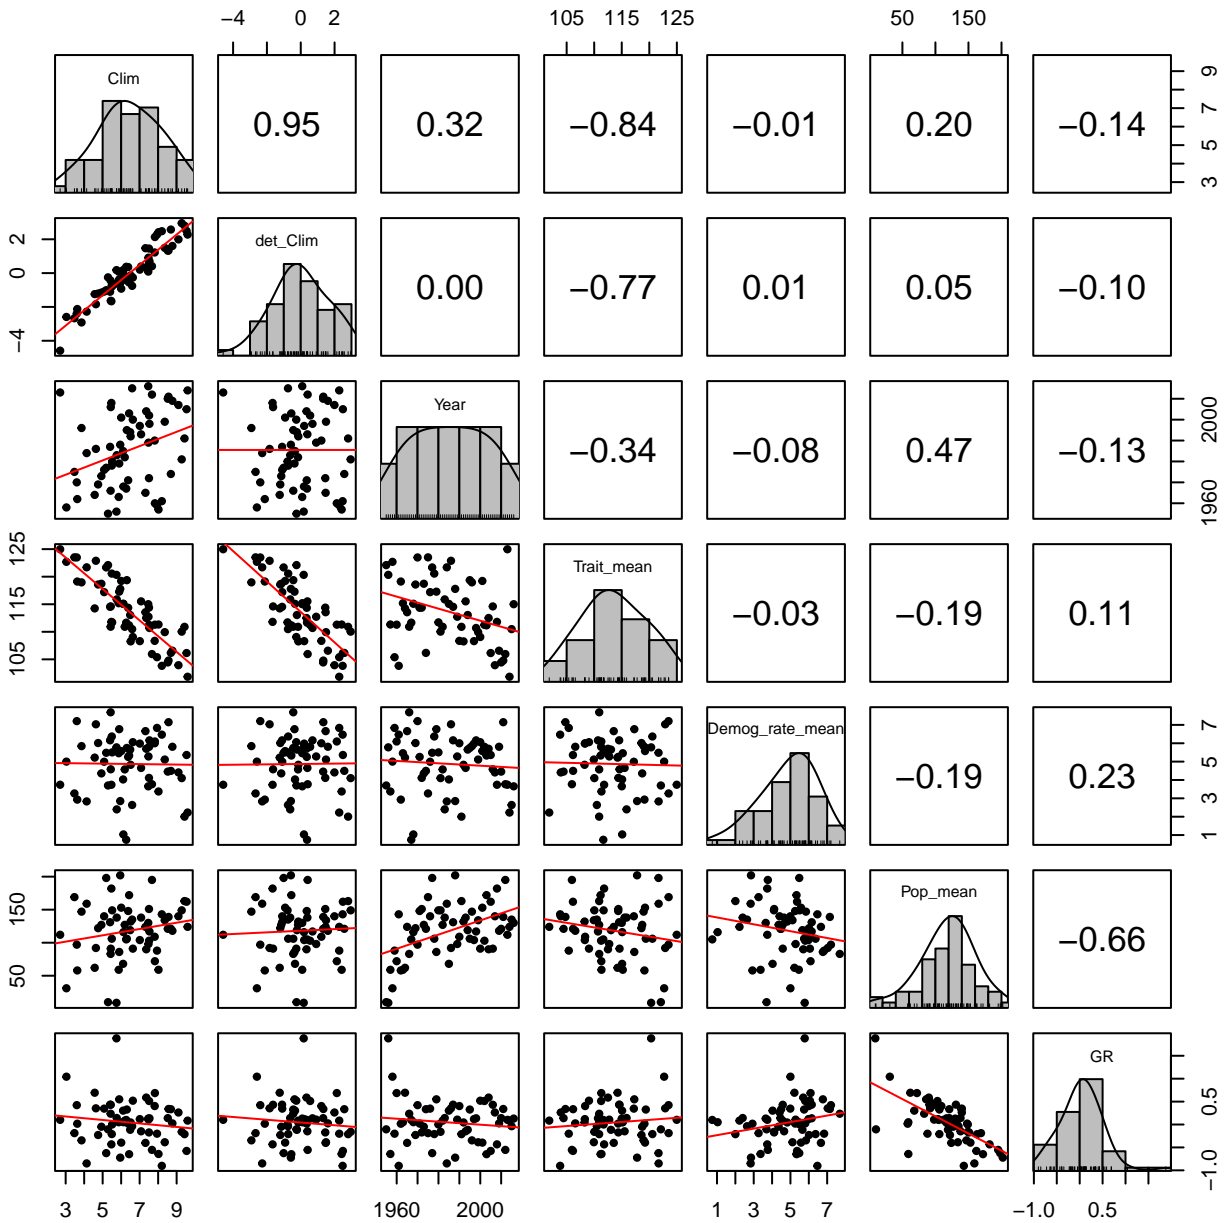 −4 0 2 105 115 125 50 150
Clim 0.95 0.32 −0.84 −0.01 0.20 −0.14 3 5 7 9
−4 0 2 det_Clim 0.00 −0.77 0.01 0.05 −0.10
Year −0.34 −0.08 0.47 −0.13 1960 2000
105 115 125 Trait_mean −0.03 −0.19 0.11
Demog_rate_mean −0.19 0.23 1 3 5 7
50 150 Pop_mean −0.66
GR −1.0 0.5
3 5 7 9 1960 2000 1 3 5 7 −1.0 0.5